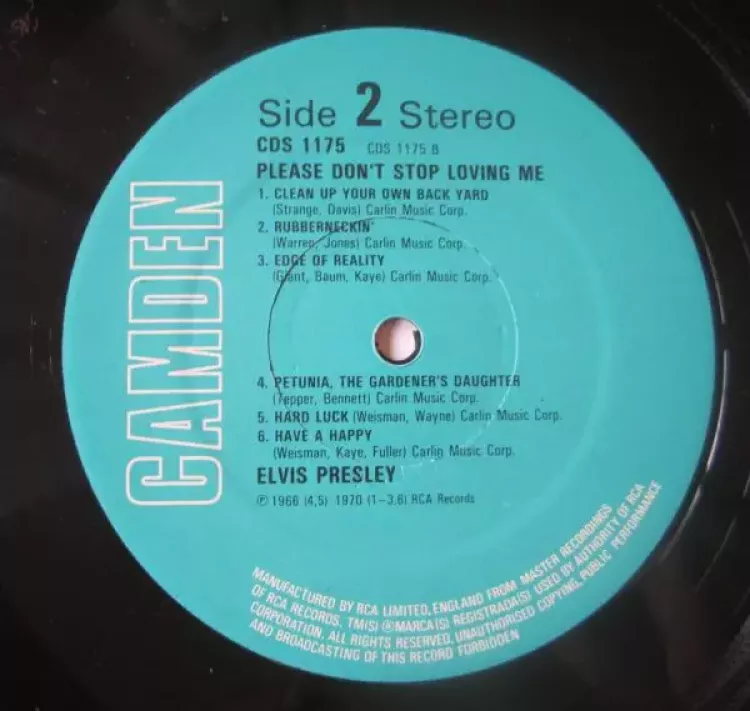 CAMDEN
Side 2 Stereo
CDS 1175 CDS 1175 B
PLEASE DON'T STOP LOVING ME
1. CLEAN UP YOUR OWN BACK YARD
(Strange, Davis) Carlin Music Corp.
2. RUBBERNECKIN'
(Warren, Jones) Carlin Music Corp.
3. EDGE OF REALITY
(Giant, Baum, Kaye) Carlin Music Corp.
4. PETUNIA, THE GARDENER'S DAUGHTER
(Tepper, Bennett) Carlin Music Corp.
5. HARD LUCK (Weisman, Wayne) Carlin Music Corp.
6. HAVE A HAPPY
(Weisman, Kaye, Fuller) Carlin Music Corp.
ELVIS PRESLEY
℗ 1966 (4,5) 1970 (1–3,6) RCA Records
MANUFACTURED BY RCA LIMITED, ENGLAND FROM MASTER RECORDINGS
OF RCA RECORDS. TM(S) ® MARCA(S) REGISTRADA(S) USED BY AUTHORITY OF RCA
CORPORATION. ALL RIGHTS RESERVED. UNAUTHORISED COPYING, PUBLIC PERFORMANCE
AND BROADCASTING OF THIS RECORD FORBIDDEN